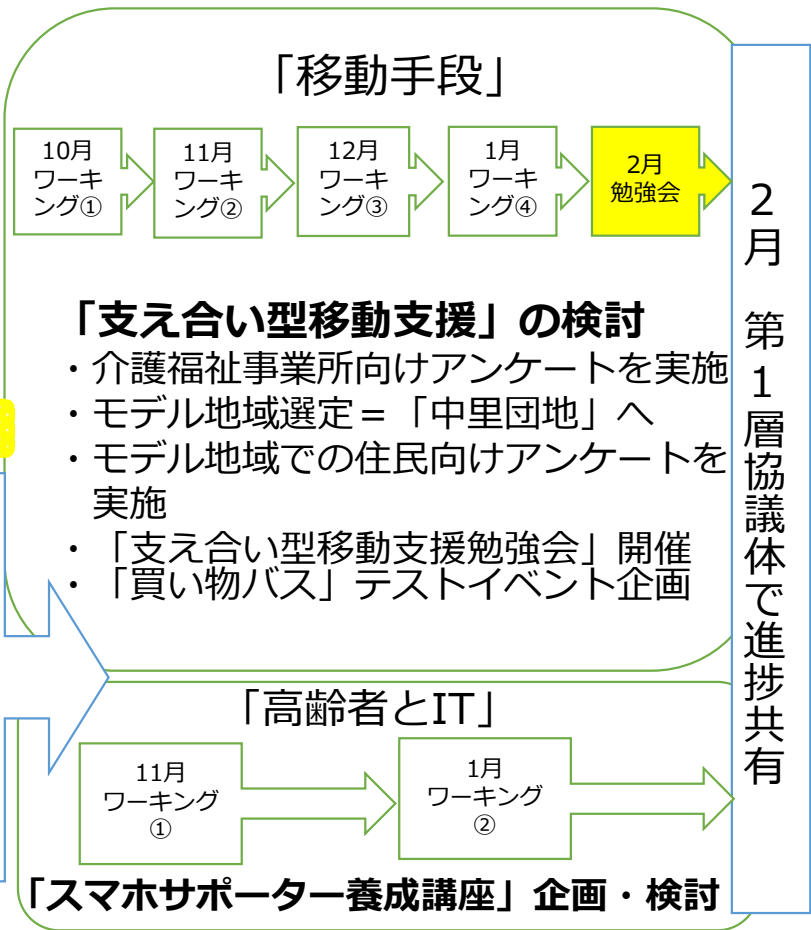 「移動手段」
10月
ワーキ
ング①
11月
ワーキ
ング②
12月
ワーキ
ング③
1月
ワーキ
ング④
2月
勉強会
「支え合い型移動支援」の検討
・介護福祉事業所向けアンケートを実施
・モデル地域選定＝「中里団地」へ
・モデル地域での住民向けアンケートを
実施
・「支え合い型移動支援勉強会」開催
・「買い物バス」テストイベント企画
「高齢者とIT」
11月
ワーキング
①
1月
ワーキング
②
「スマホサポーター養成講座」企画・検討
2月　第1層協議体で進捗共有